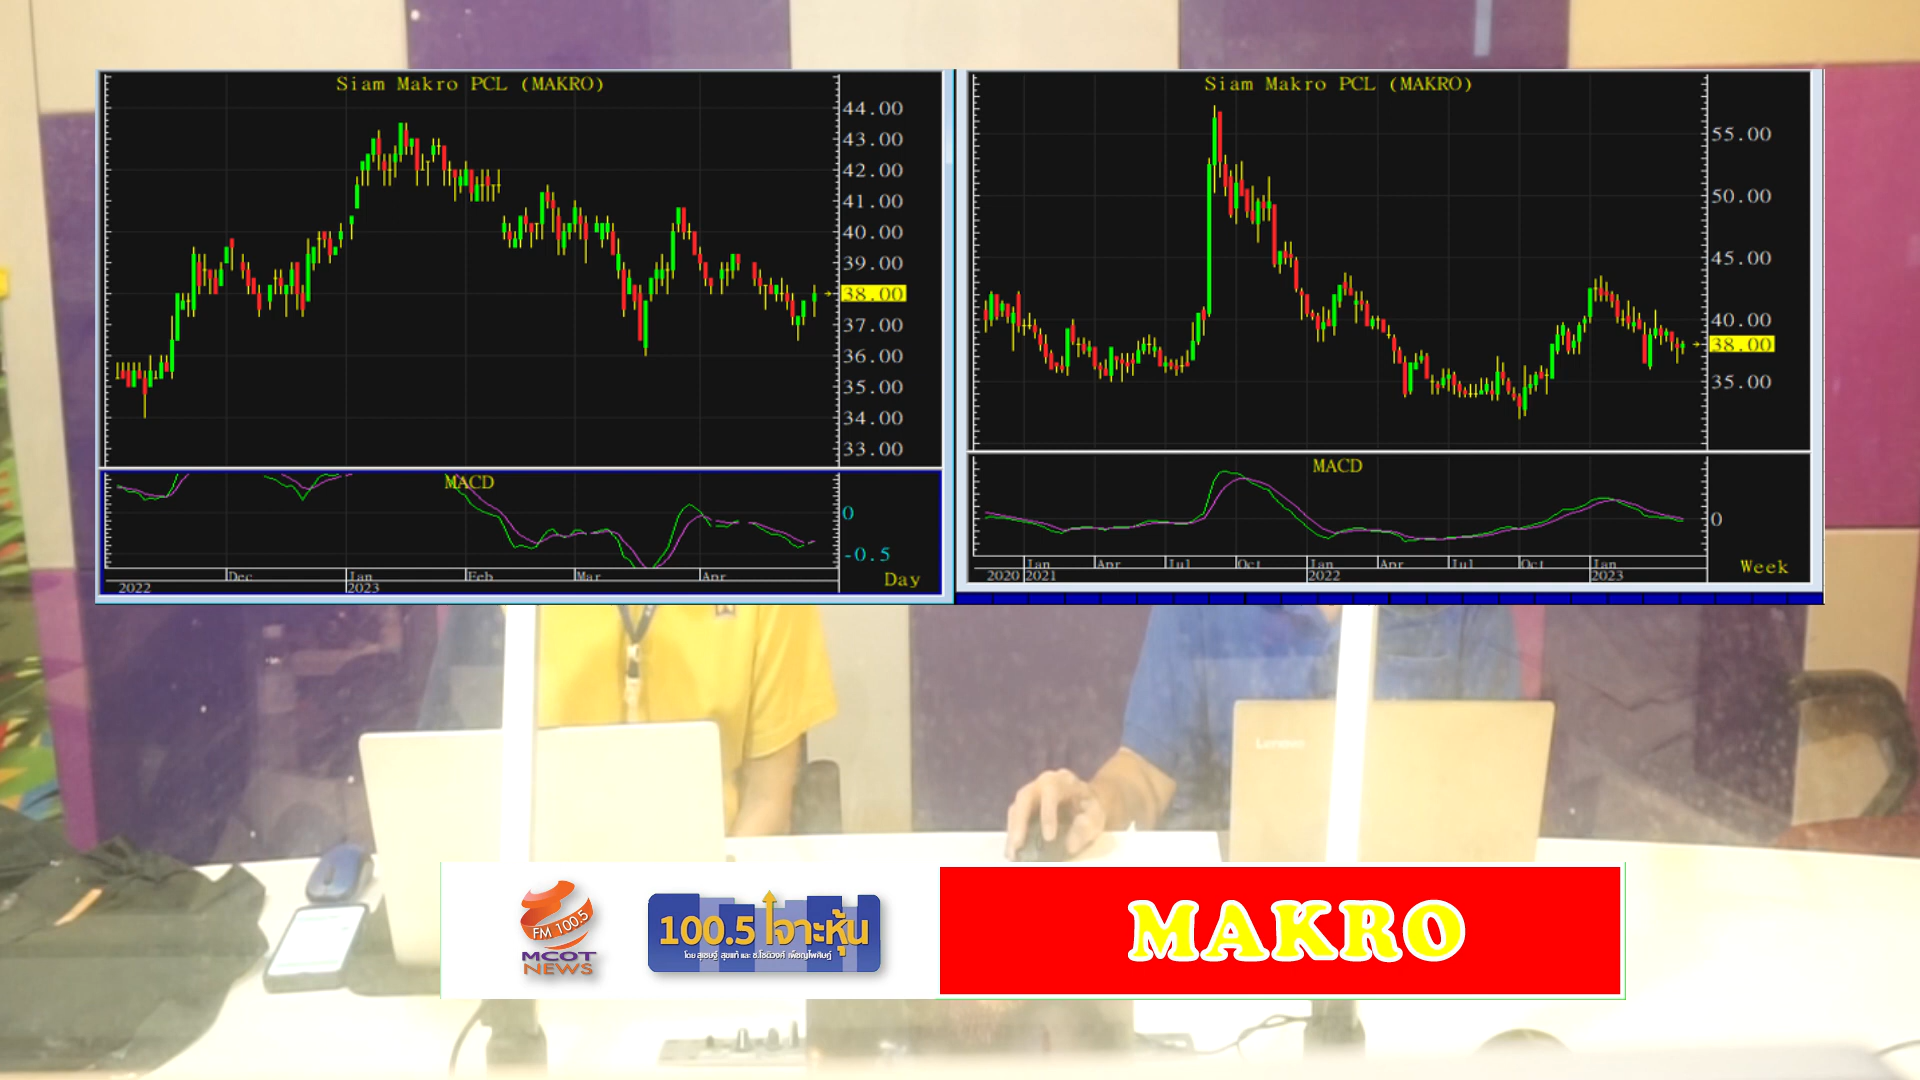 Siam Makro PCL (MAKRO)
44.00
43.00
42.00
41.00
40.00
39.00
38.00
37.00
36.00
35.00
34.00
33.00
MACD
0
-0.5
Dec
Jan
Feb
Mar
Apr
2022
2023
Day
Siam Makro PCL (MAKRO)
55.00
50.00
45.00
40.00
38.00
35.00
MACD
0
Jan
Apr
Jul
Oct
Jan
Apr
Jul
Oct
Jan
2020
2021
2022
2023
Week
Lenovo
FM 100.5
MCOT
NEWS
100.5 เจาะหุ้น
MAKRO